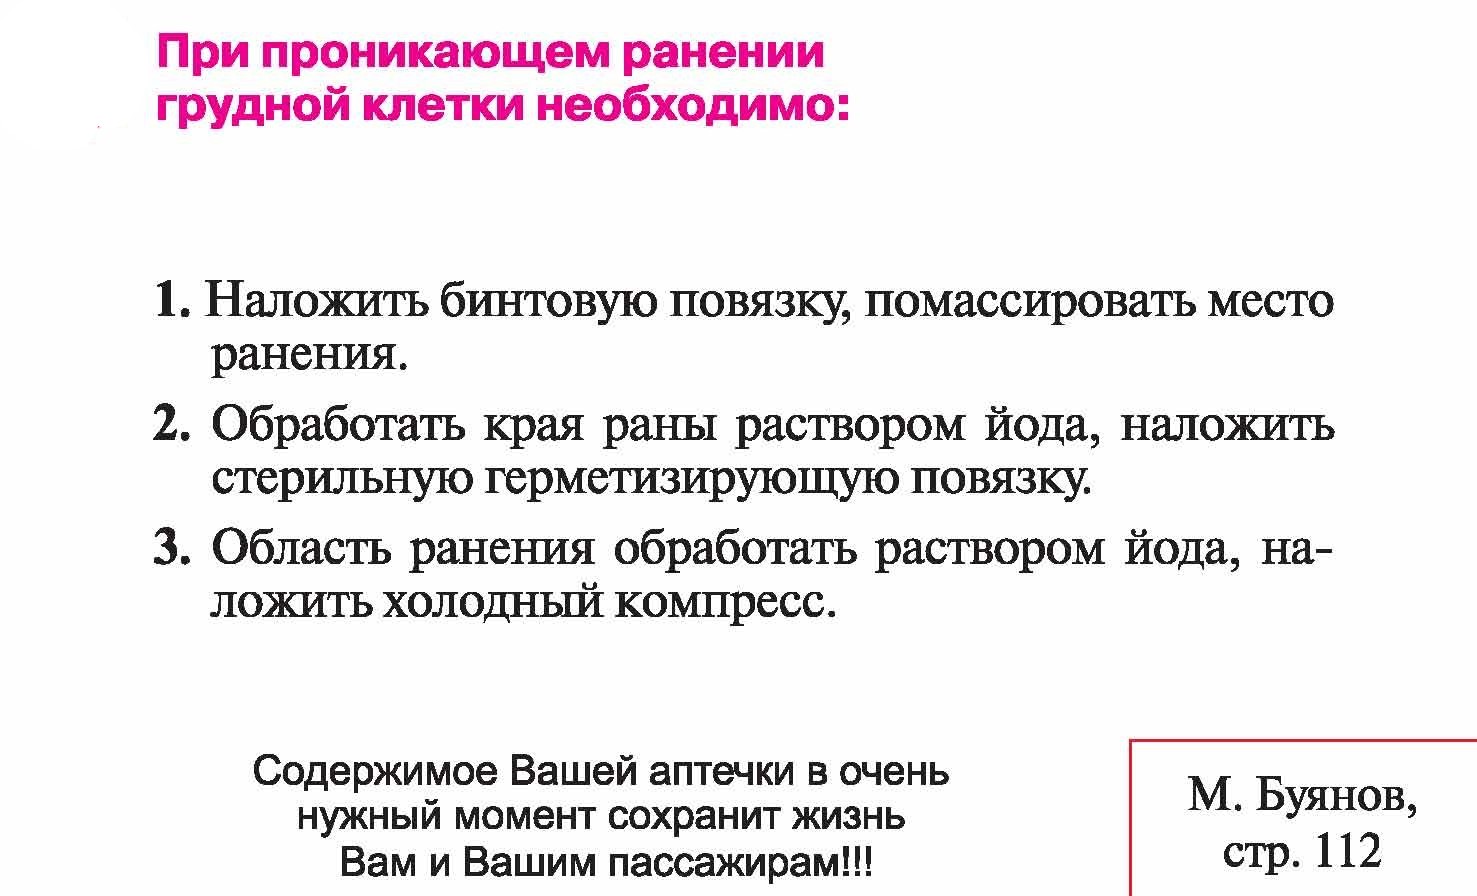 При проникающем ранении
грудной клетки необходимо:
1. Наложить бинтовую повязку, помассировать место
ранения.
2. Обработать края раны раствором йода, наложить
стерильную герметизирующую повязку.
3. Область ранения обработать раствором йода, на-
ложить холодный компресс.
Содержимое Вашей аптечки в очень
нужный момент сохранит жизнь
Вам и Вашим пассажирам!!!
М. Буянов,
стр. 112